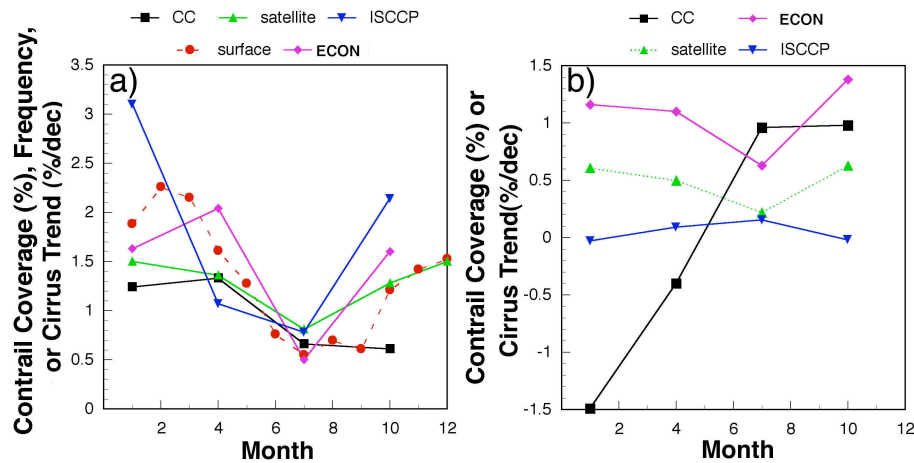 CC satellite ISCCP
surface ECON
a)
Contrail Coverage (%), Frequency,
or Cirrus Trend (%/dec)
3.5
3
2.5
2
1.5
1
0.5
0
2 4 6 8 10 12
Month
CC ECON
satellite ISCCP
b)
Contrail Coverage (%) or
Cirrus Trend(%/dec)
1.5
1
0.5
0
-0.5
-1
-1.5
2 4 6 8 10 12
Month